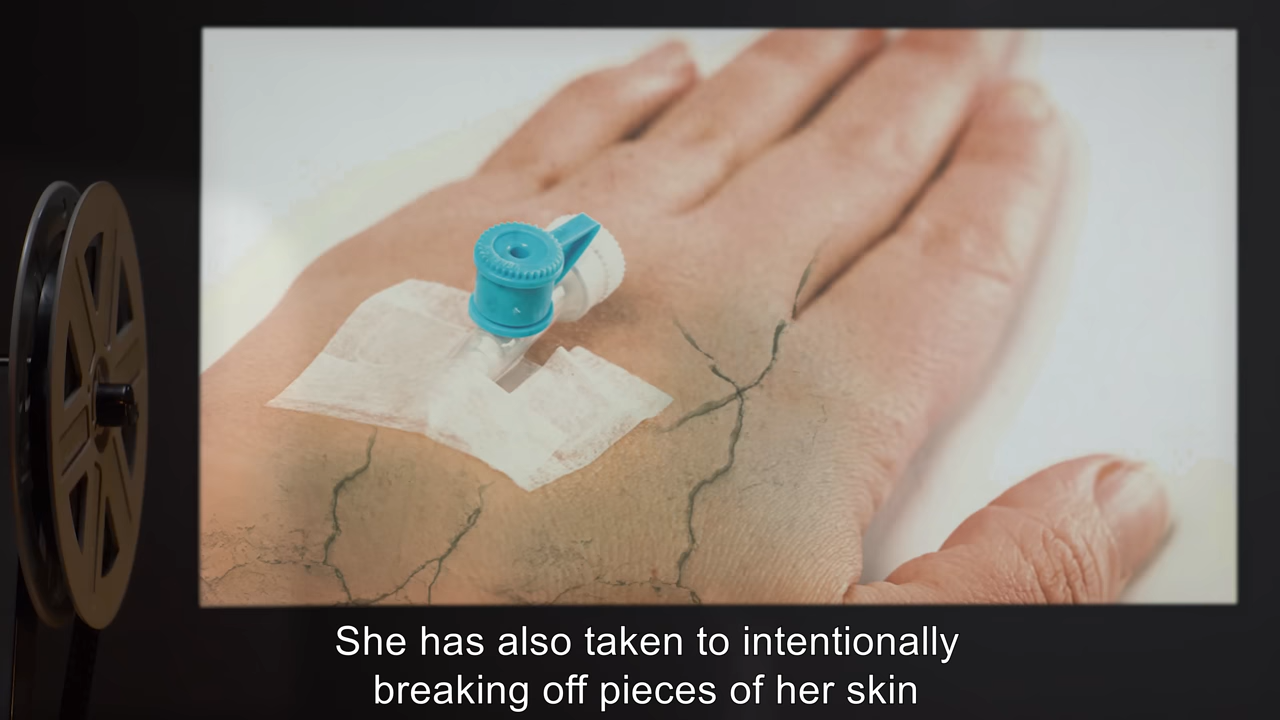 She has also taken to intentionally
breaking off pieces of her skin